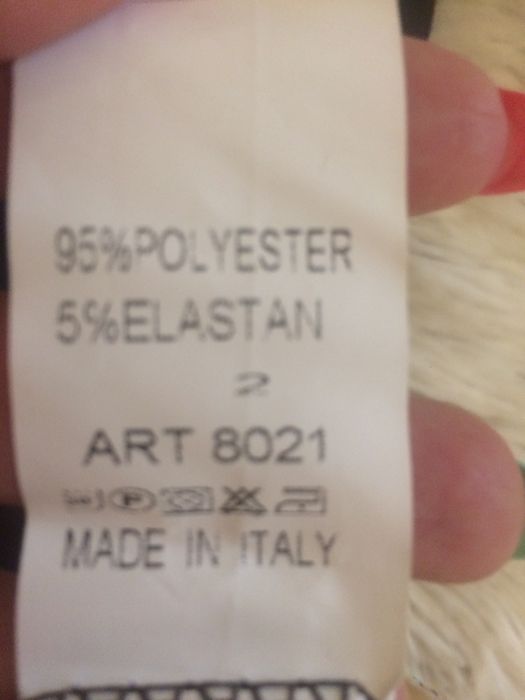 95%POLYESTER
5%ELASTAN
2
ART 8021
MADE IN ITALY